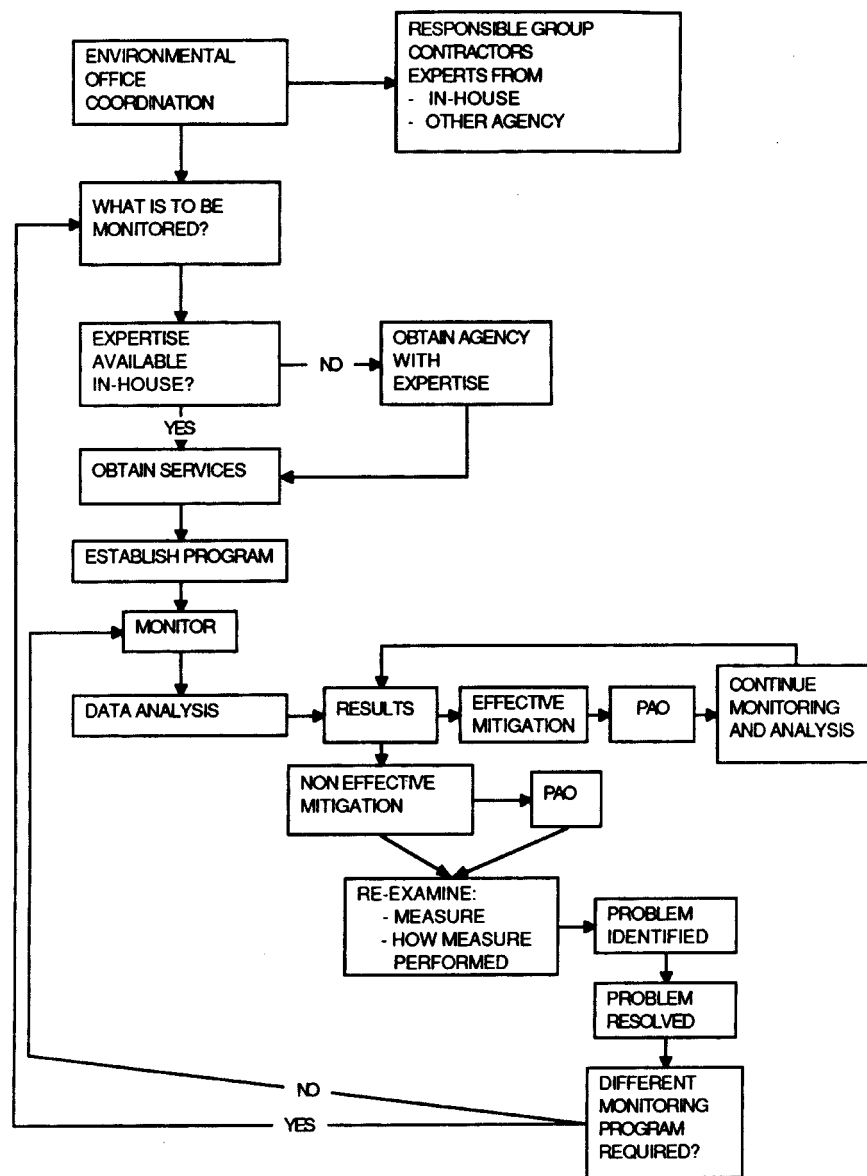 ENVIRONMENTAL
OFFICE
COORDINATION
RESPONSIBLE GROUP
CONTRACTORS
EXPERTS FROM
- IN-HOUSE
- OTHER AGENCY
WHAT IS TO BE
MONITORED?
EXPERTISE
AVAILABLE
IN-HOUSE?
NO
OBTAIN AGENCY
WITH
EXPERTISE
YES
OBTAIN SERVICES
ESTABLISH PROGRAM
MONITOR
DATA ANALYSIS
RESULTS
EFFECTIVE
MITIGATION
PAO
CONTINUE
MONITORING
AND ANALYSIS
NON EFFECTIVE
MITIGATION
PAO
RE-EXAMINE:
- MEASURE
- HOW MEASURE
PERFORMED
PROBLEM
IDENTIFIED
PROBLEM
RESOLVED
DIFFERENT
MONITORING
PROGRAM
REQUIRED?
NO
YES